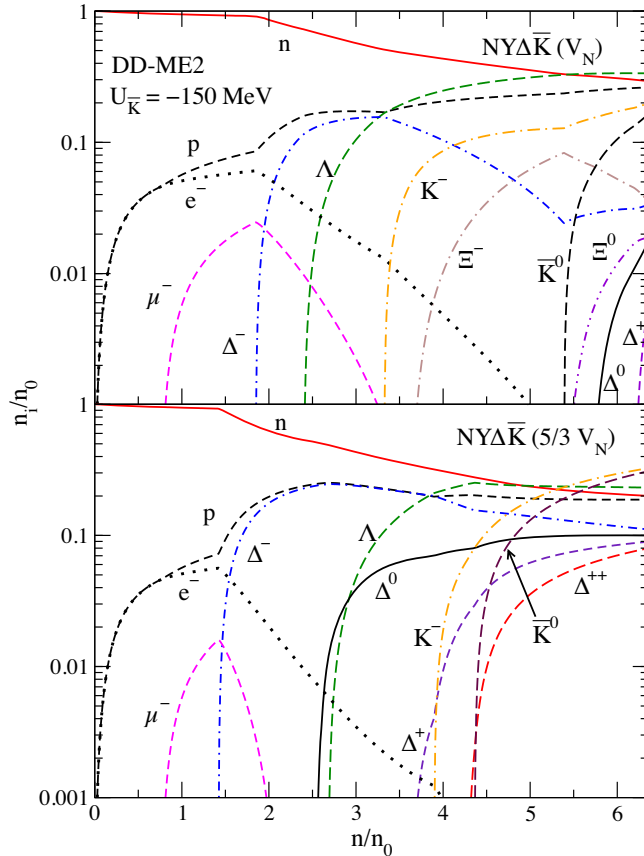 1
n
NYΔK̅ (V_N)
DD-ME2
U_K̅ = −150 MeV
0.1
p
e⁻
Λ
K⁻
0.01
μ⁻
Δ⁻
Ξ⁻
K̅⁰
Ξ⁰
Δ⁺
Δ⁰
n_i/n_0
1
n
NYΔK̅ (5/3 V_N)
0.1
p
Δ⁻
e⁻
Λ
Δ⁰
Δ⁺⁺
K̅⁰
K⁻
0.01
μ⁻
Δ⁺
0.001
0 1 2 3 4 5 6
n/n_0